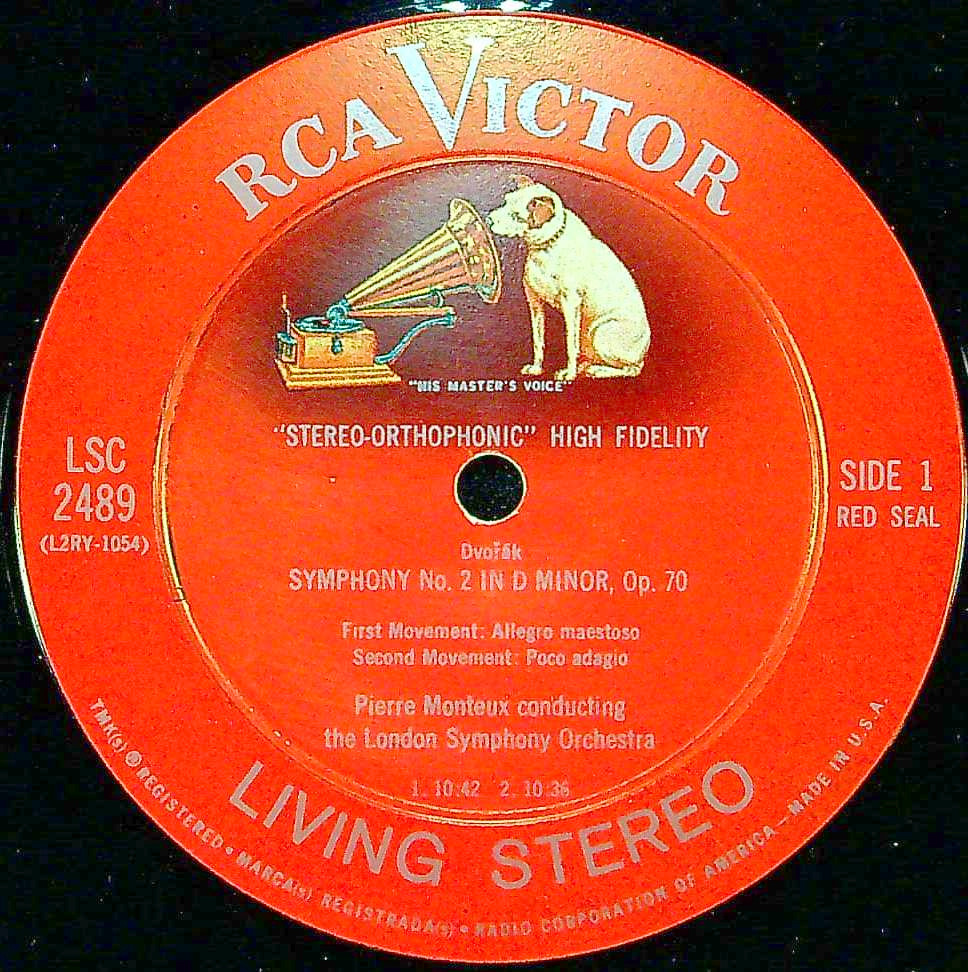 RCA VICTOR
"HIS MASTER'S VOICE"
"STEREO-ORTHOPHONIC" HIGH FIDELITY
LSC
2489
(L2RY-1054)
SIDE 1
RED SEAL
Dvořák
SYMPHONY No. 2 IN D MINOR, Op. 70
First Movement: Allegro maestoso
Second Movement: Poco adagio
Pierre Monteux conducting
the London Symphony Orchestra
1. 10:42 2. 10:36
LIVING STEREO
TMK(s) ® REGISTERED • MARCA(s) REGISTRADA(s) • RADIO CORPORATION OF AMERICA — MADE IN U.S.A.